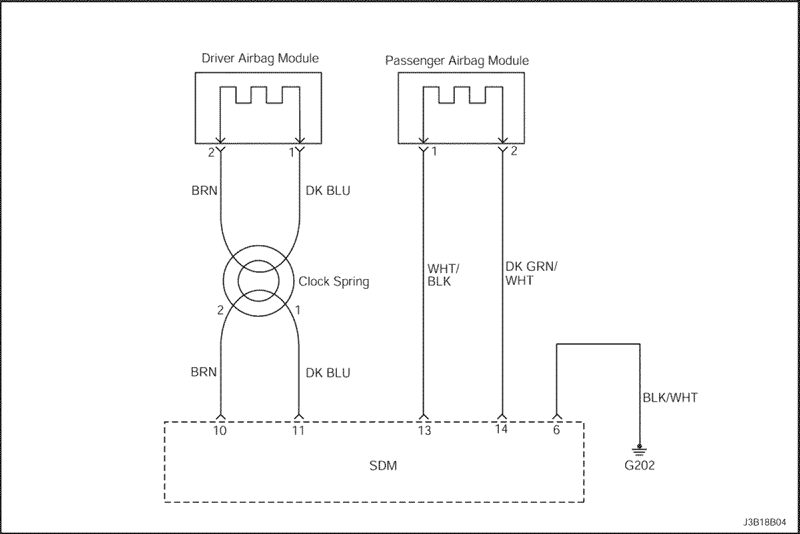 Driver Airbag Module
Passenger Airbag Module
2
1
1
2
BRN
DK BLU
WHT/
BLK
DK GRN/
WHT
Clock Spring
2
1
BRN
DK BLU
BLK/WHT
10
11
13
14
6
SDM
G202
J3B18B04